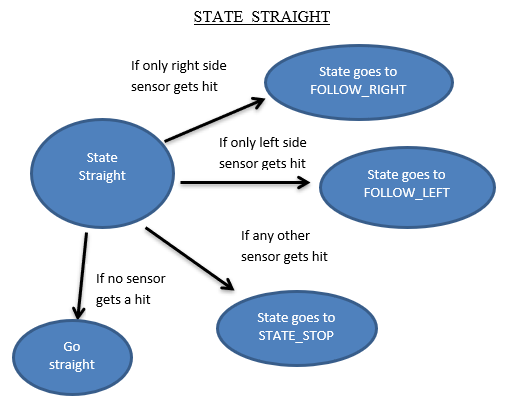 STATE STRAIGHT
If only right side
sensor gets hit
State goes to
FOLLOW_RIGHT
State
Straight
If only left side
sensor gets hit
State goes to
FOLLOW_LEFT
If any other
sensor gets hit
If no sensor
gets a hit
State goes to
STATE_STOP
Go
straight